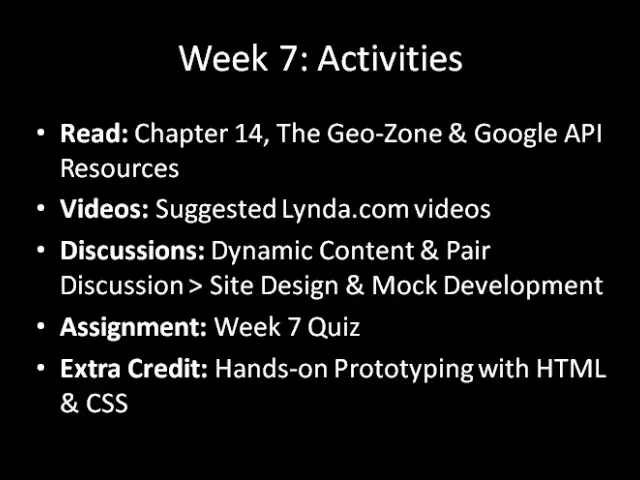 Week 7: Activities
• Read: Chapter 14, The Geo-Zone & Google API
Resources
• Videos: Suggested Lynda.com videos
• Discussions: Dynamic Content & Pair
Discussion > Site Design & Mock Development
• Assignment: Week 7 Quiz
• Extra Credit: Hands-on Prototyping with HTML
& CSS